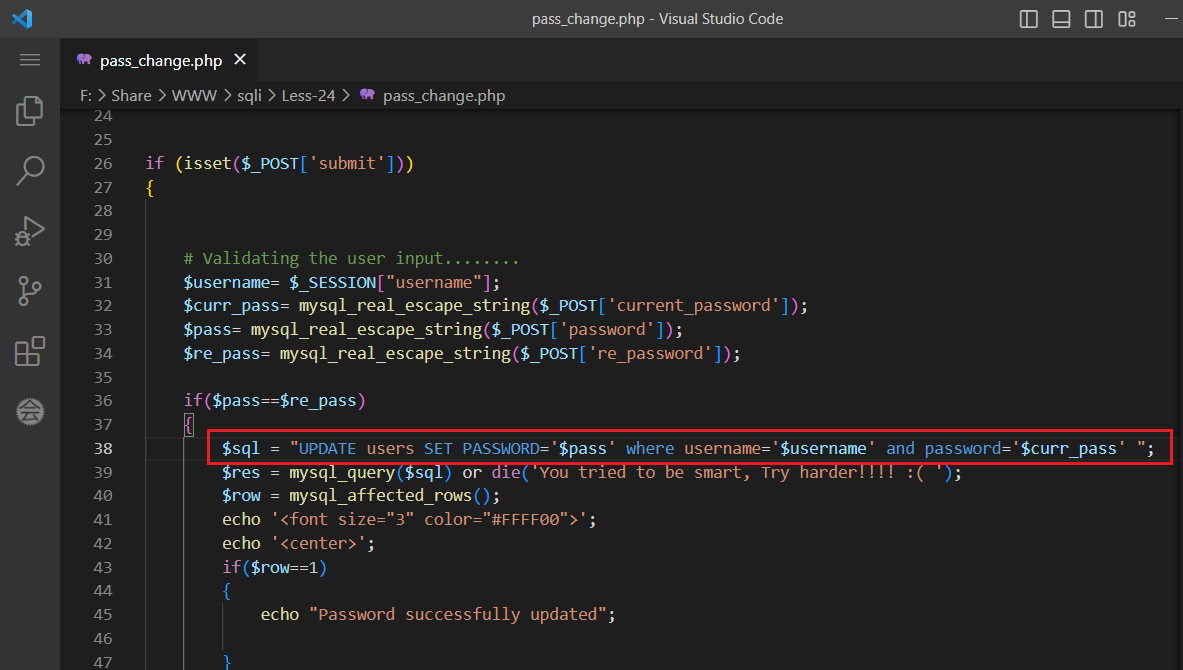 pass_change.php - Visual Studio Code
pass_change.php
F: > Share > WWW > sqli > Less-24 > pass_change.php
24
25
26 if (isset($_POST['submit']))
27 {
28
29
30 # Validating the user input........
31 $username= $_SESSION["username"];
32 $curr_pass= mysql_real_escape_string($_POST['current_password']);
33 $pass= mysql_real_escape_string($_POST['password']);
34 $re_pass= mysql_real_escape_string($_POST['re_password']);
35
36 if($pass==$re_pass)
37 {
38 $sql = "UPDATE users SET PASSWORD='$pass' where username='$username' and password='$curr_pass' ";
39 $res = mysql_query($sql) or die('You tried to be smart, Try harder!!!! :( ');
40 $row = mysql_affected_rows();
41 echo '<font size="3" color="#FFFF00">';
42 echo '<center>';
43 if($row==1)
44 {
45 echo "Password successfully updated";
46
47 }
会